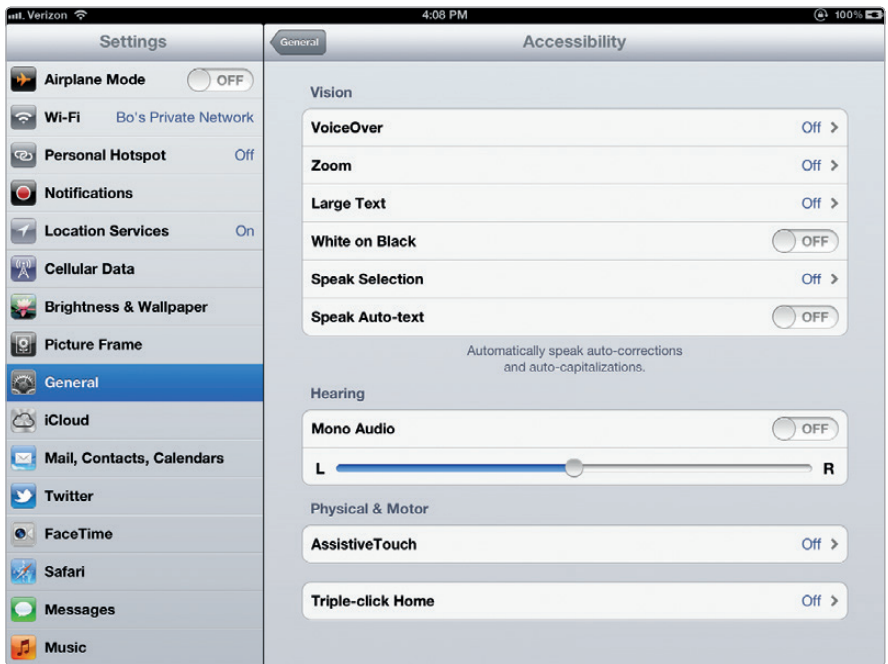 Verizon 4:08 PM 100%
Settings
General Accessibility
Airplane Mode OFF
Wi-Fi Bo's Private Network
Personal Hotspot Off
Notifications
Location Services On
Cellular Data
Brightness & Wallpaper
Picture Frame
General
iCloud
Mail, Contacts, Calendars
Twitter
FaceTime
Safari
Messages
Music
Vision
VoiceOver Off
Zoom Off
Large Text Off
White on Black OFF
Speak Selection Off
Speak Auto-text OFF
Automatically speak auto-corrections
and auto-capitalizations.
Hearing
Mono Audio OFF
L R
Physical & Motor
AssistiveTouch Off
Triple-click Home Off